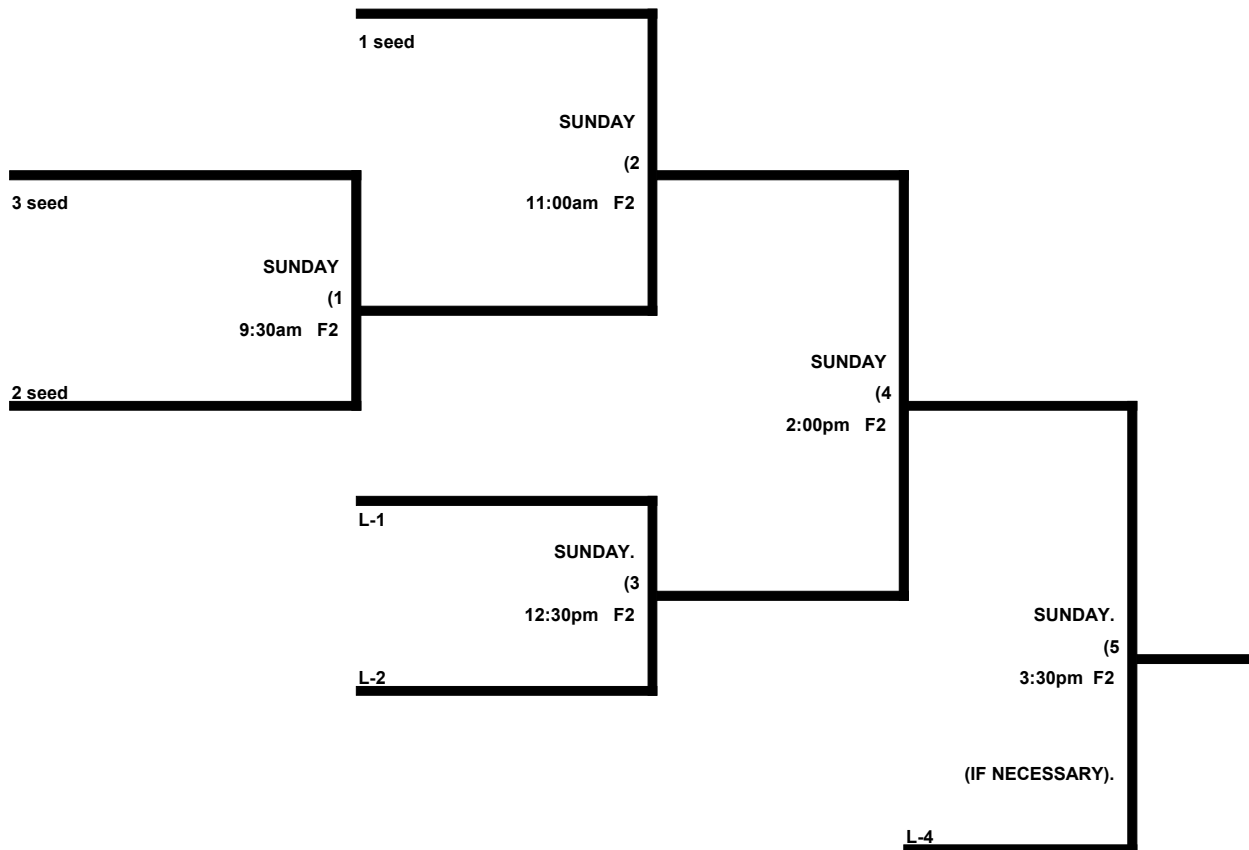 1 seed
SUNDAY
(2
11:00am F2
3 seed
SUNDAY
(1
9:30am F2
2 seed
SUNDAY
(4
2:00pm F2
L-1
SUNDAY.
(3
12:30pm F2
L-2
SUNDAY.
(5
3:30pm F2
(IF NECESSARY).
L-4